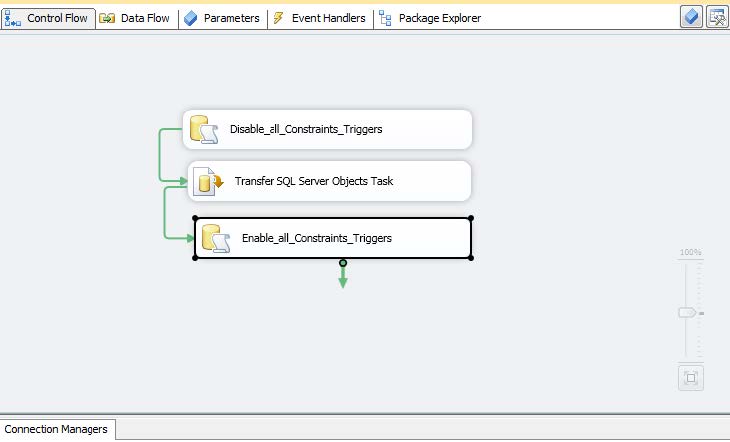 Control Flow
Data Flow
Parameters
Event Handlers
Package Explorer
Disable_all_Constraints_Triggers
Transfer SQL Server Objects Task
Enable_all_Constraints_Triggers
100%
Connection Managers